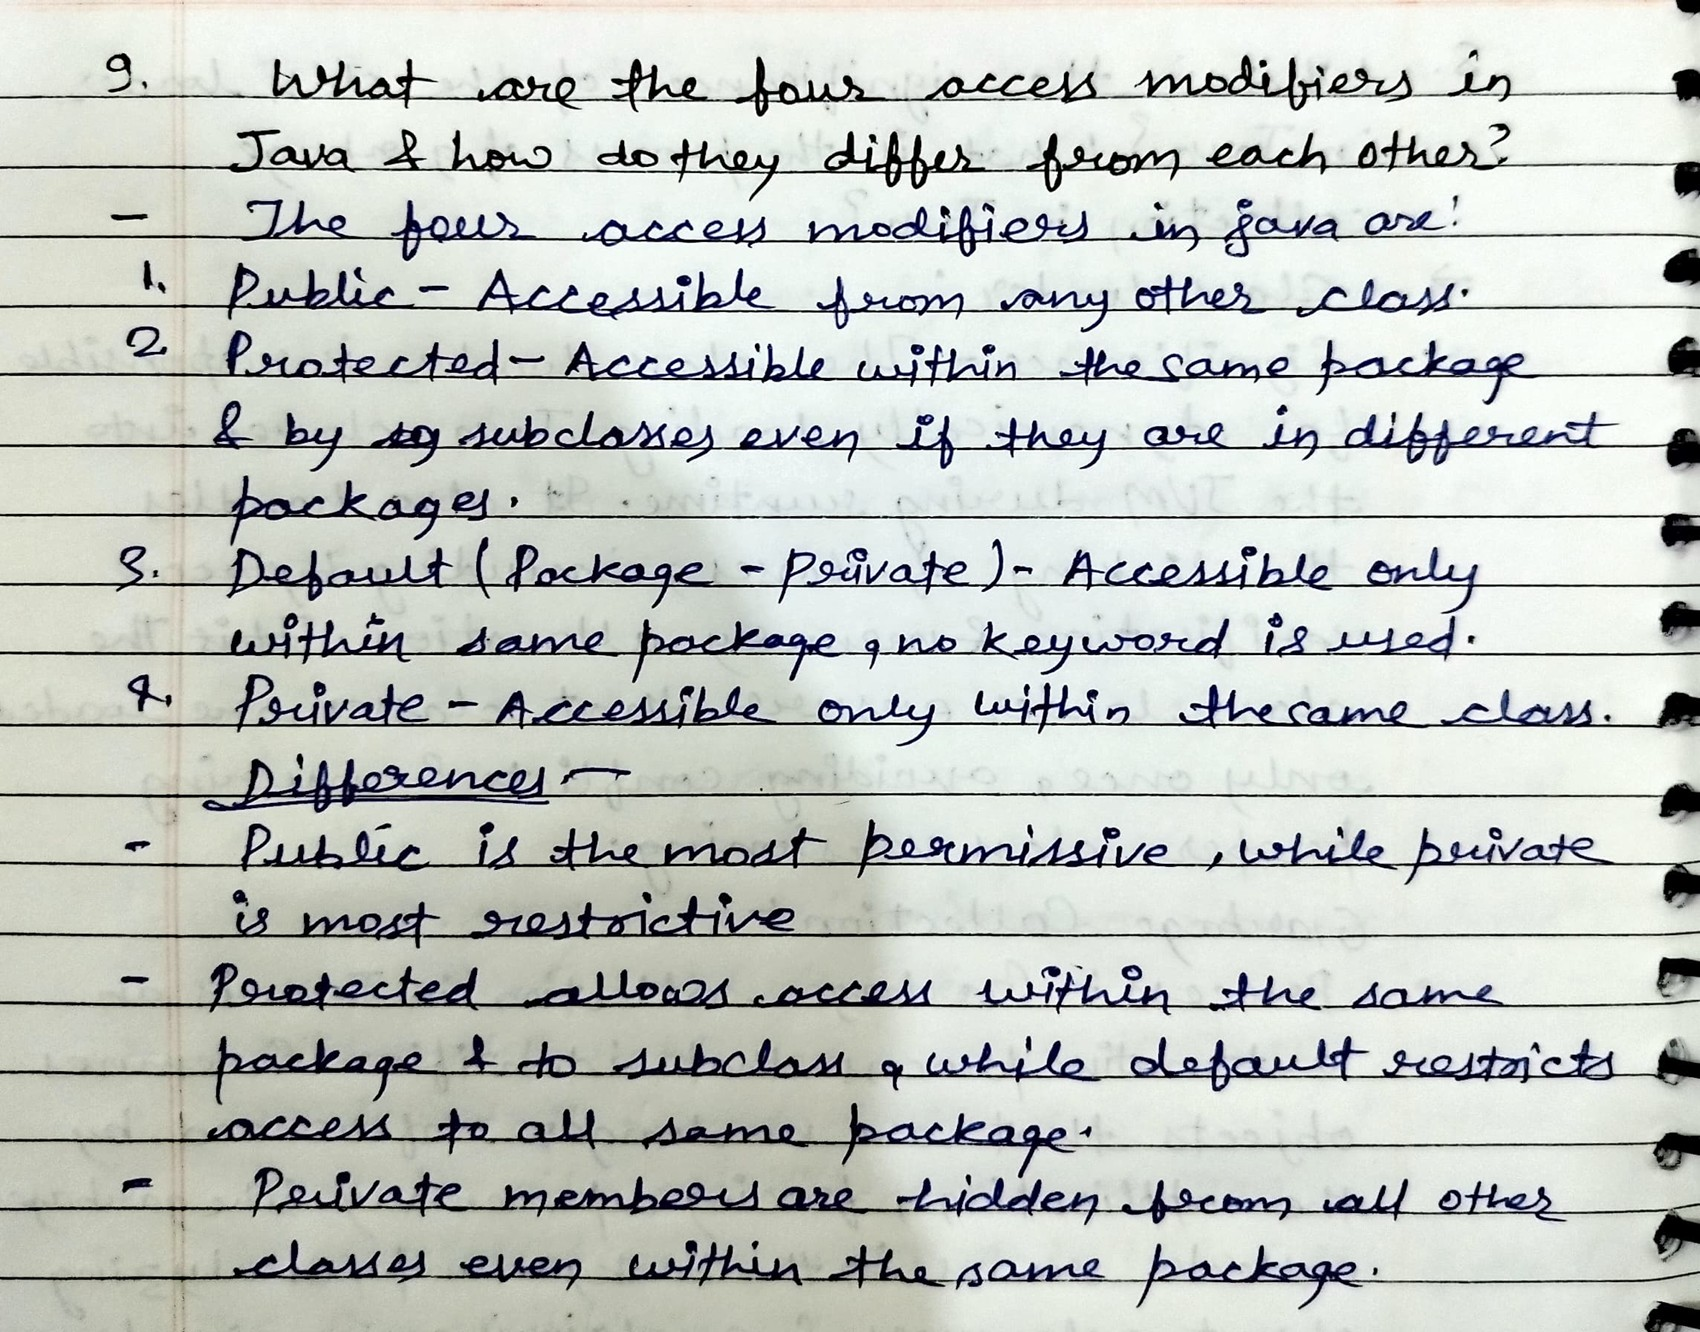 9. What are the four access modifiers in
Java & how do they differ from each other?
- The four access modifiers in java are:
1. Public - Accessible from any other class.
2. Protected - Accessible within the same package
& by subclasses even if they are in different
packages.
3. Default (Package - Private) - Accessible only
within same package, no keyword is used.
4. Private - Accessible only within the same class.
Differences -
- Public is the most permissive, while private
is most restrictive
- Protected allows access within the same
package & to subclass, while default restricts
access to all same package.
- Private members are hidden from all other
classes even within the same package.